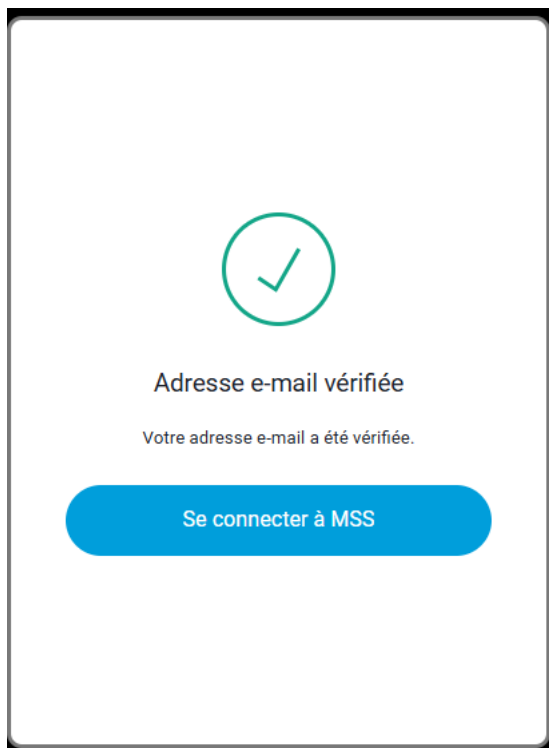 Adresse e-mail vérifiée
Votre adresse e-mail a été vérifiée.
Se connecter à MSS